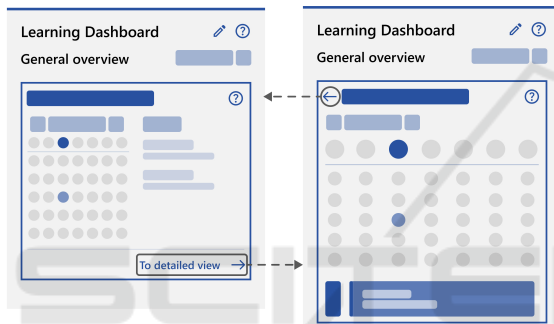 Learning Dashboard
General overview
To detailed view →
Learning Dashboard
General overview